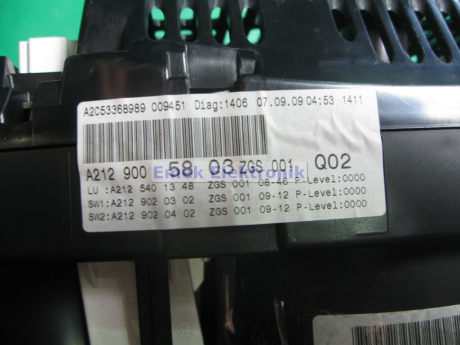 A2053368989 009451 Diag:1406 07.09.09 04:53 1411
A212 900 58 03 ZGS 001 Q02
Emek Elektronik
LU :A212 540 13 48 ZGS 001 08-46 P-Level:0000
SW1:A212 902 03 02 ZGS 001 09-12 P-Level:0000
SW2:A212 902 04 02 ZGS 001 09-12 P-Level:0000